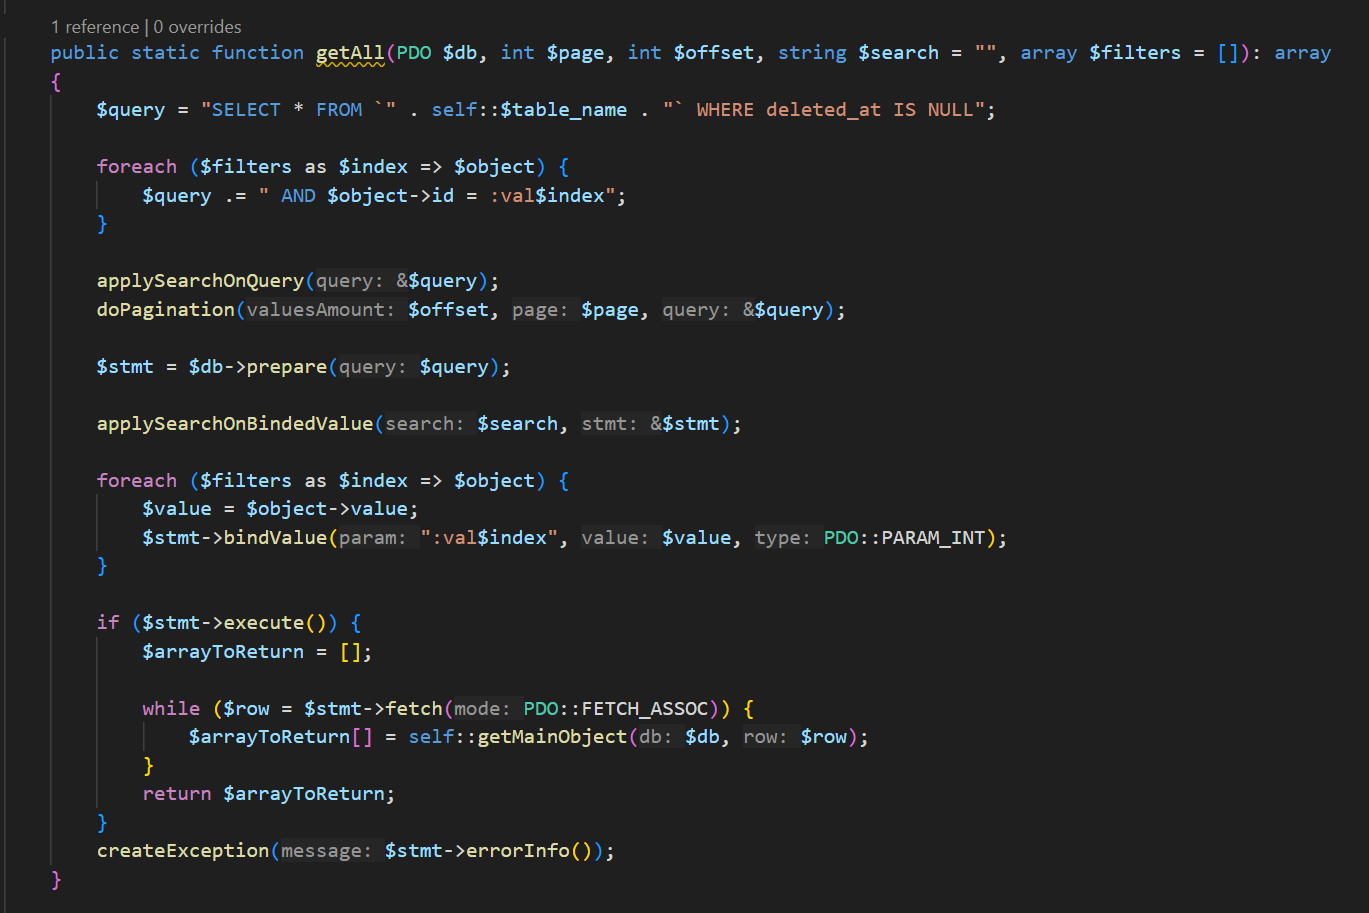 1 reference | 0 overrides
public static function getAll(PDO $db, int $page, int $offset, string $search = "", array $filters = []): array
{
    $query = "SELECT * FROM `" . self::$table_name . "` WHERE deleted_at IS NULL";
    foreach ($filters as $index => $object) {
        $query .= " AND $object->id = :val$index";
    }
    applySearchOnQuery(query: &$query);
    doPagination(valuesAmount: $offset, page: $page, query: &$query);
    $stmt = $db->prepare(query: $query);
    applySearchOnBindedValue(search: $search, stmt: &$stmt);
    foreach ($filters as $index => $object) {
        $value = $object->value;
        $stmt->bindValue(param: ":val$index", value: $value, type: PDO::PARAM_INT);
    }
    if ($stmt->execute()) {
        $arrayToReturn = [];
        while ($row = $stmt->fetch(mode: PDO::FETCH_ASSOC)) {
            $arrayToReturn[] = self::getMainObject(db: $db, row: $row);
        }
        return $arrayToReturn;
    }
    createException(message: $stmt->errorInfo());
}